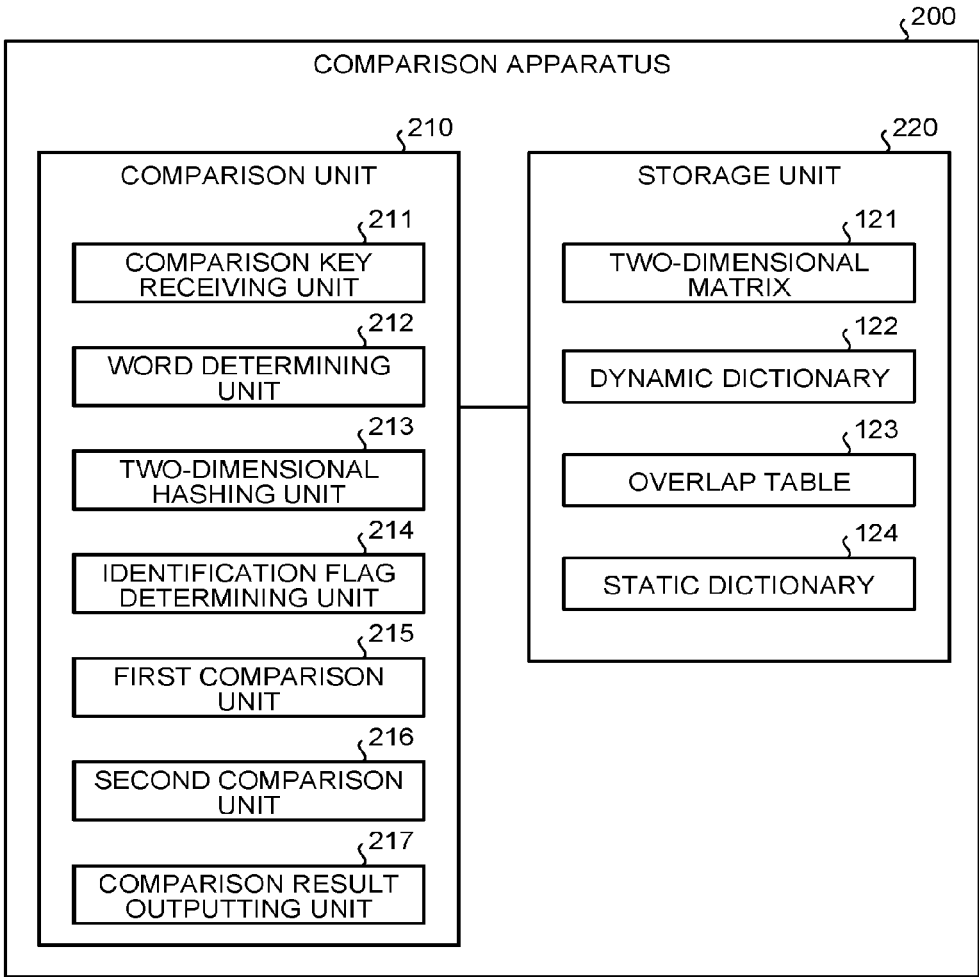 200
COMPARISON APPARATUS
210
COMPARISON UNIT
211
COMPARISON KEY
RECEIVING UNIT
212
WORD DETERMINING
UNIT
213
TWO-DIMENSIONAL
HASHING UNIT
214
IDENTIFICATION FLAG
DETERMINING UNIT
215
FIRST COMPARISON
UNIT
216
SECOND COMPARISON
UNIT
217
COMPARISON RESULT
OUTPUTTING UNIT
220
STORAGE UNIT
121
TWO-DIMENSIONAL
MATRIX
122
DYNAMIC DICTIONARY
123
OVERLAP TABLE
124
STATIC DICTIONARY